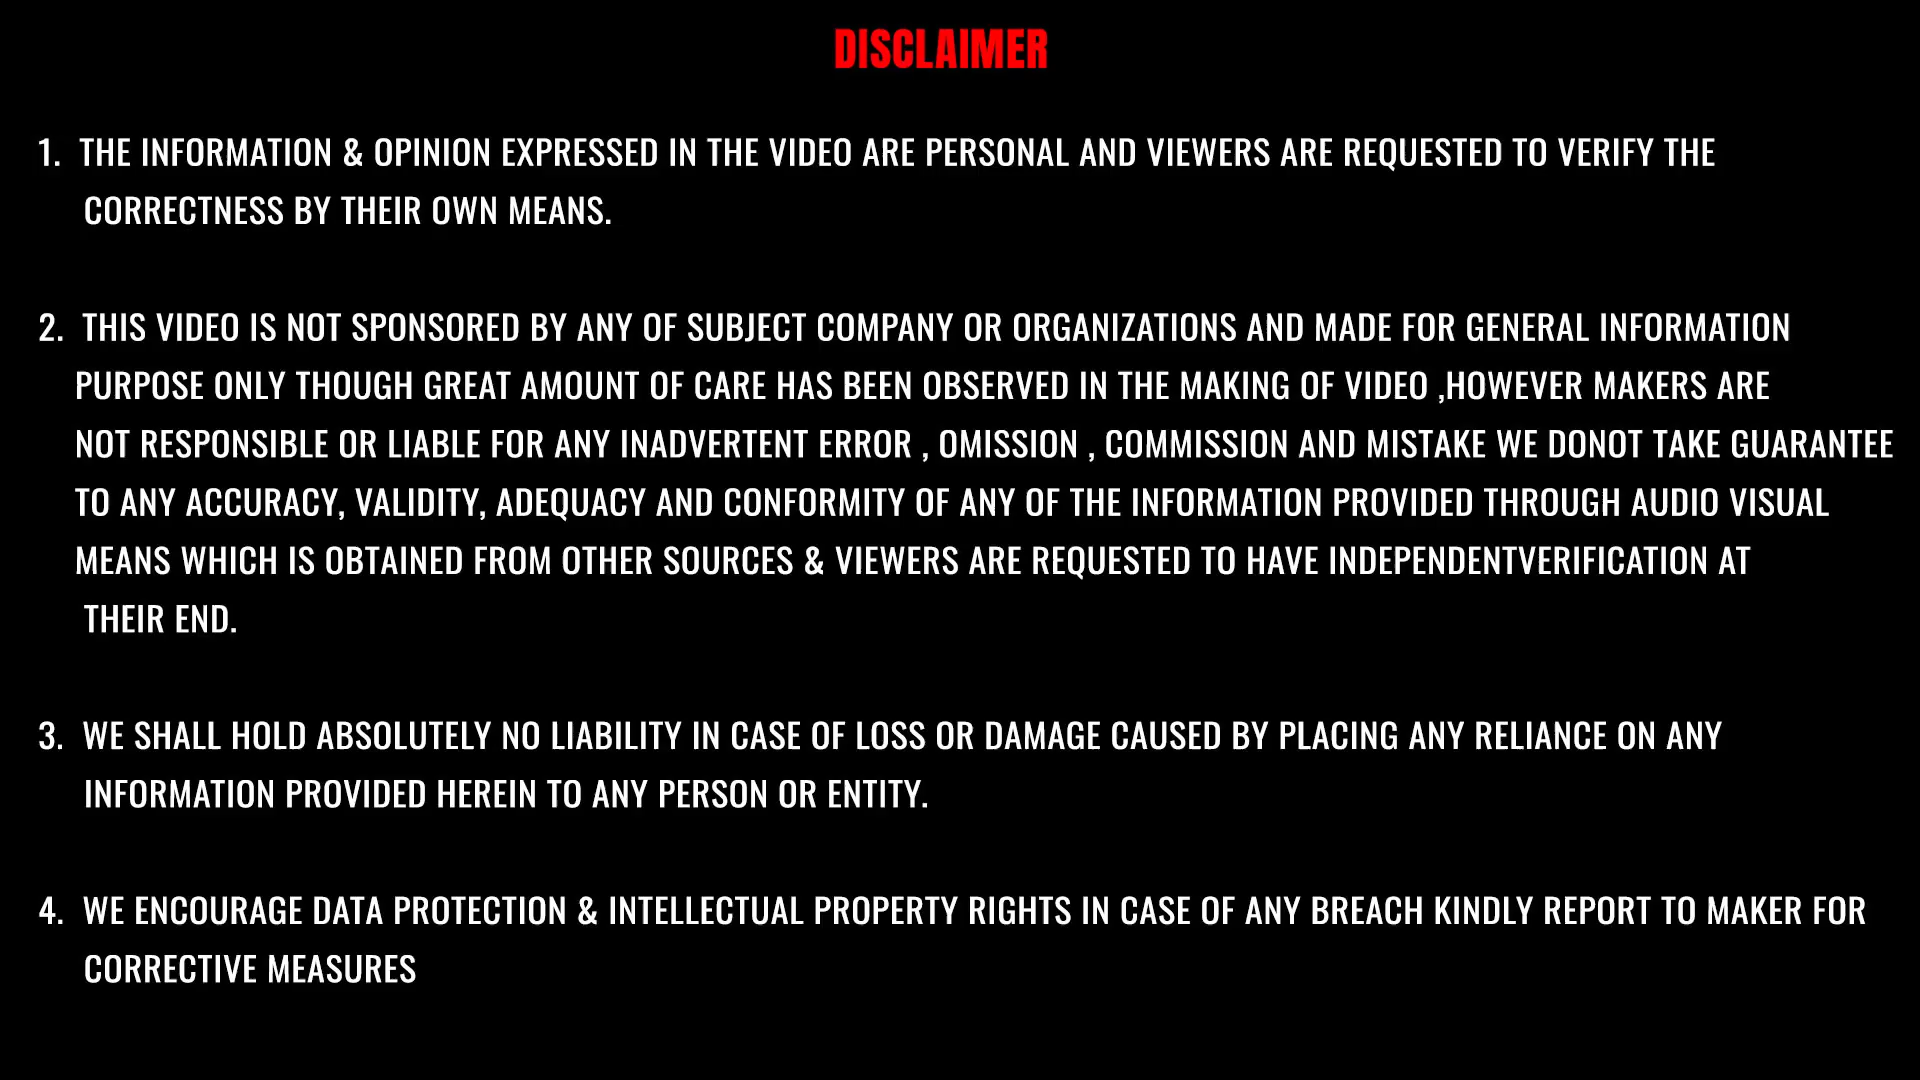 DISCLAIMER
1. THE INFORMATION & OPINION EXPRESSED IN THE VIDEO ARE PERSONAL AND VIEWERS ARE REQUESTED TO VERIFY THE
CORRECTNESS BY THEIR OWN MEANS.
2. THIS VIDEO IS NOT SPONSORED BY ANY OF SUBJECT COMPANY OR ORGANIZATIONS AND MADE FOR GENERAL INFORMATION
PURPOSE ONLY THOUGH GREAT AMOUNT OF CARE HAS BEEN OBSERVED IN THE MAKING OF VIDEO ,HOWEVER MAKERS ARE
NOT RESPONSIBLE OR LIABLE FOR ANY INADVERTENT ERROR , OMISSION , COMMISSION AND MISTAKE WE DONOT TAKE GUARANTEE
TO ANY ACCURACY, VALIDITY, ADEQUACY AND CONFORMITY OF ANY OF THE INFORMATION PROVIDED THROUGH AUDIO VISUAL
MEANS WHICH IS OBTAINED FROM OTHER SOURCES & VIEWERS ARE REQUESTED TO HAVE INDEPENDENTVERIFICATION AT
THEIR END.
3. WE SHALL HOLD ABSOLUTELY NO LIABILITY IN CASE OF LOSS OR DAMAGE CAUSED BY PLACING ANY RELIANCE ON ANY
INFORMATION PROVIDED HEREIN TO ANY PERSON OR ENTITY.
4. WE ENCOURAGE DATA PROTECTION & INTELLECTUAL PROPERTY RIGHTS IN CASE OF ANY BREACH KINDLY REPORT TO MAKER FOR
CORRECTIVE MEASURES